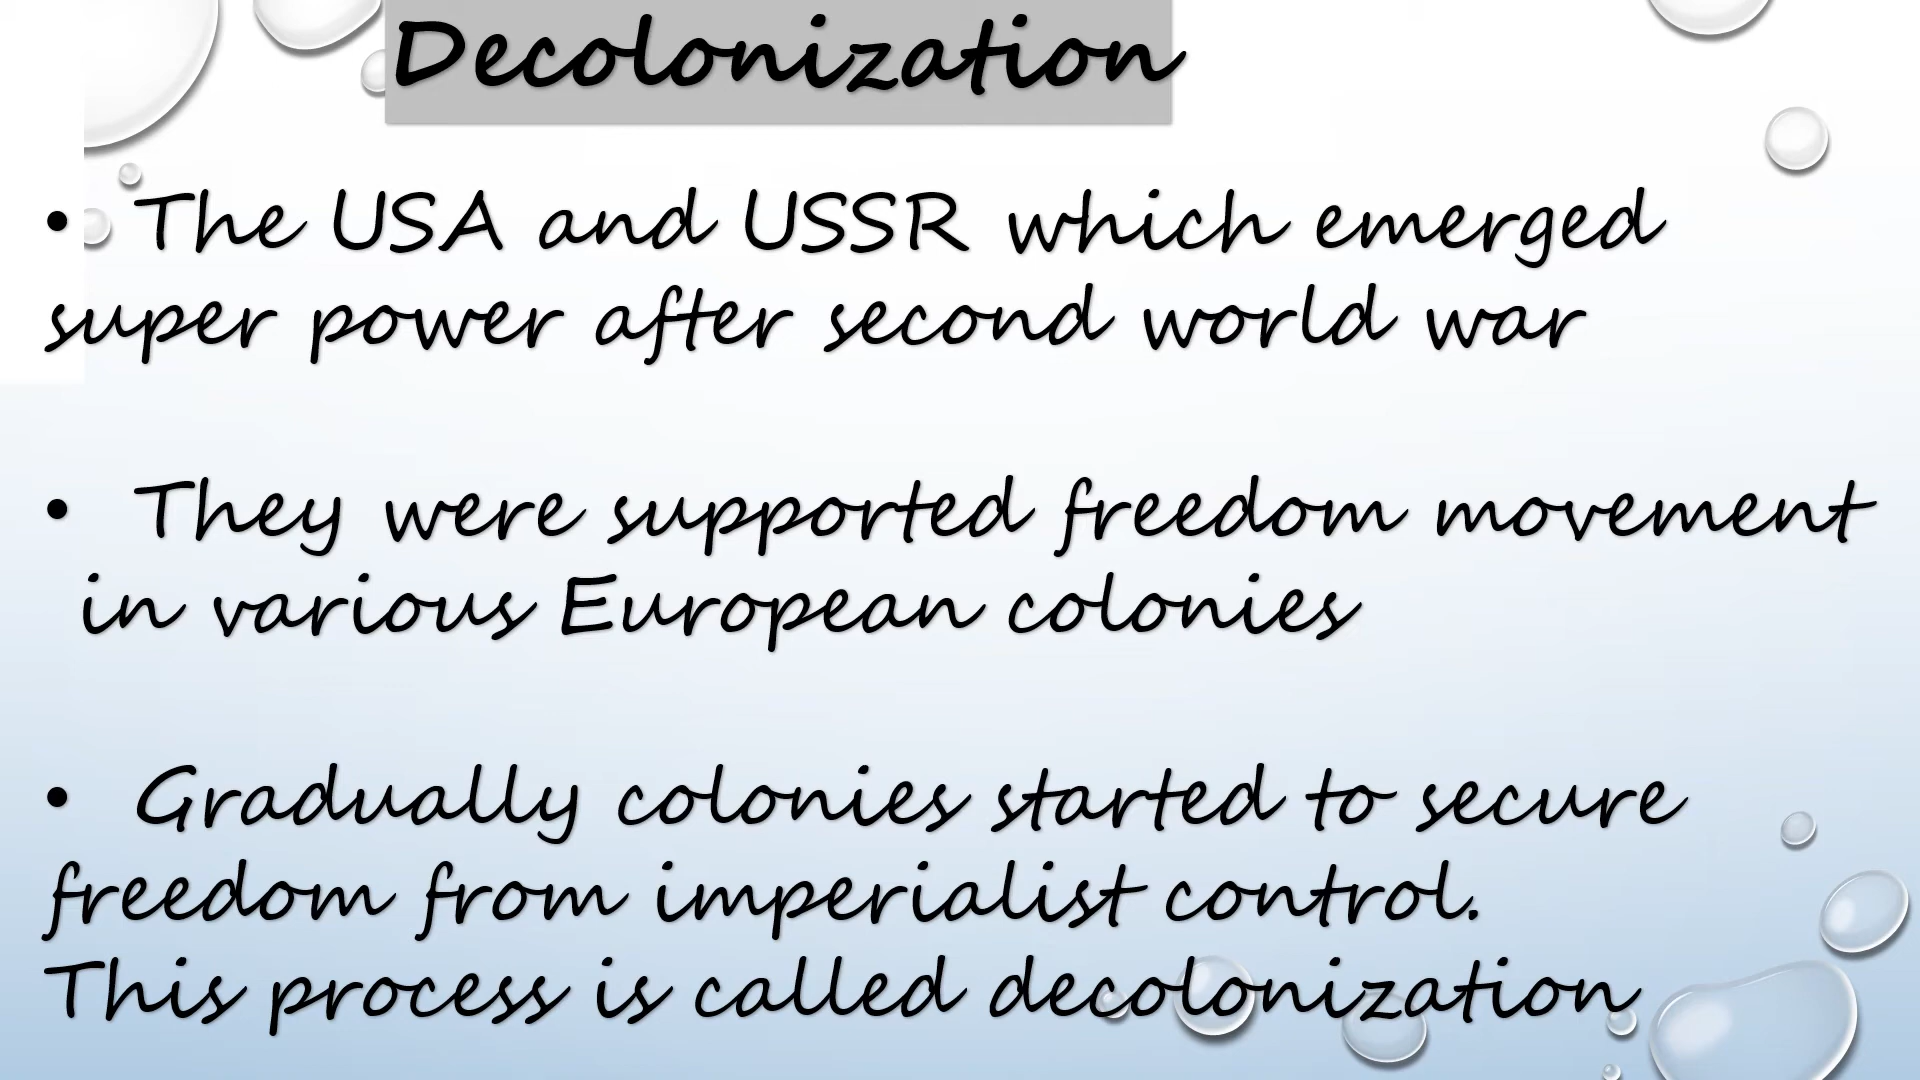 Decolonization
• The USA and USSR which emerged
super power after second world war
• They were supported freedom movement
in various European colonies
• Gradually colonies started to secure
freedom from imperialist control.
This process is called decolonization